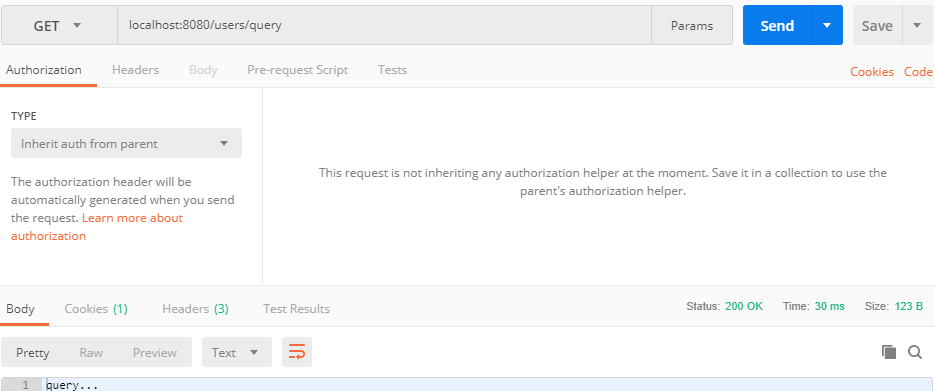 GET localhost:8080/users/query Params Send Save
Authorization Headers Body Pre-request Script Tests Cookies Code
TYPE
Inherit auth from parent
The authorization header will be
automatically generated when you send
the request. Learn more about
authorization
This request is not inheriting any authorization helper at the moment. Save it in a collection to use the
parent's authorization helper.
Body Cookies (1) Headers (3) Test Results Status: 200 OK Time: 30 ms Size: 123 B
Pretty Raw Preview Text
1 query...